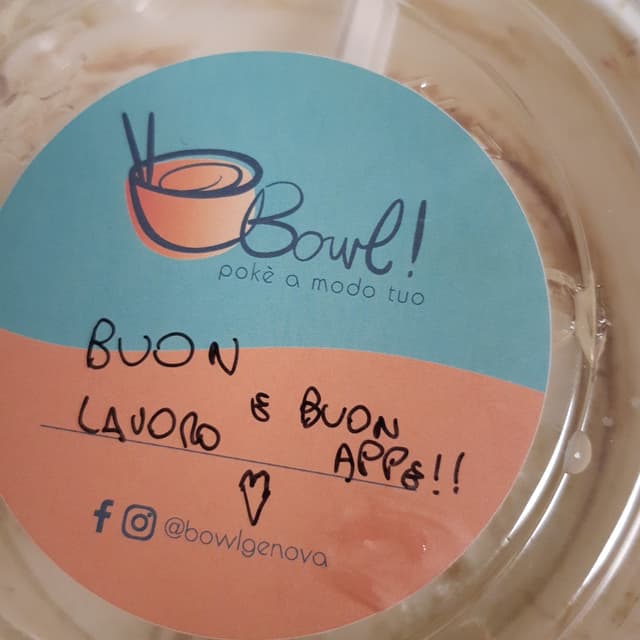 Bowl!
pokè a modo tuo
BUON
LAVORO E BUON
APPE!!
@bowlgenova